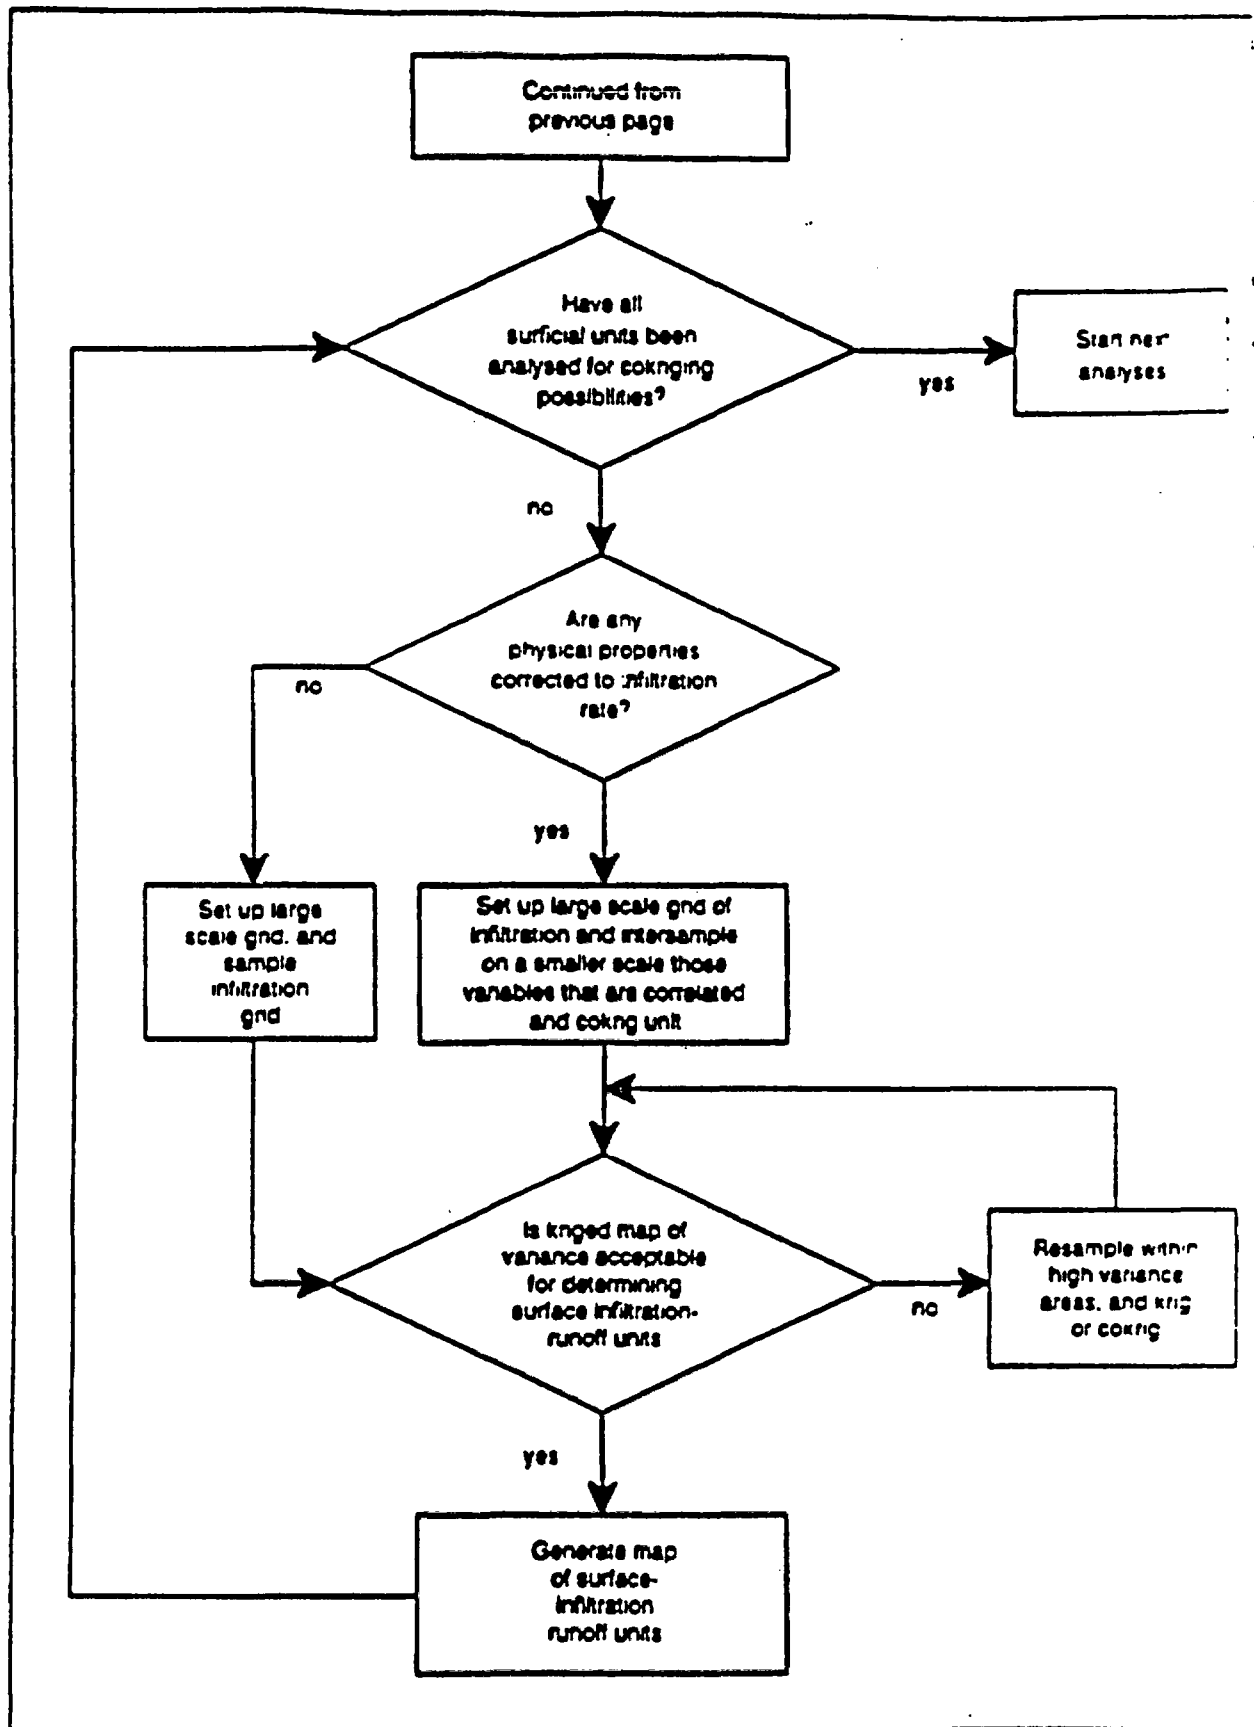 Continued from
previous page
Have all
surficial units been
analysed for cokriging
possibilities?
yes
Start next
analyses
no
Are any
physical properties
corrected to infiltration
rate?
no
yes
Set up large
scale grid, and
sample
infiltration
grid
Set up large scale grid of
infiltration and intersample
on a smaller scale those
variables that are correlated
and cokrig unit
Is kriged map of
variance acceptable
for determining
surface infiltration-
runoff units
no
Resample within
high variance
areas, and krig
or cokrig
yes
Generate map
of surface-
infiltration
runoff units